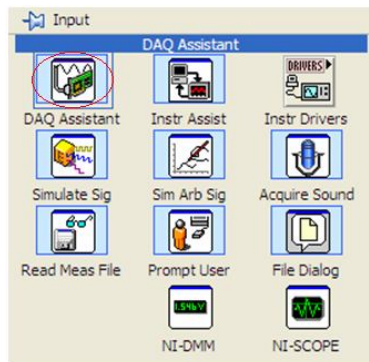 Input
DAQ Assistant
DRIVERS
DAQ Assistant Instr Assist Instr Drivers
Simulate Sig Sim Arb Sig Acquire Sound
Read Meas File Prompt User File Dialog
1.54b V
NI-DMM NI-SCOPE